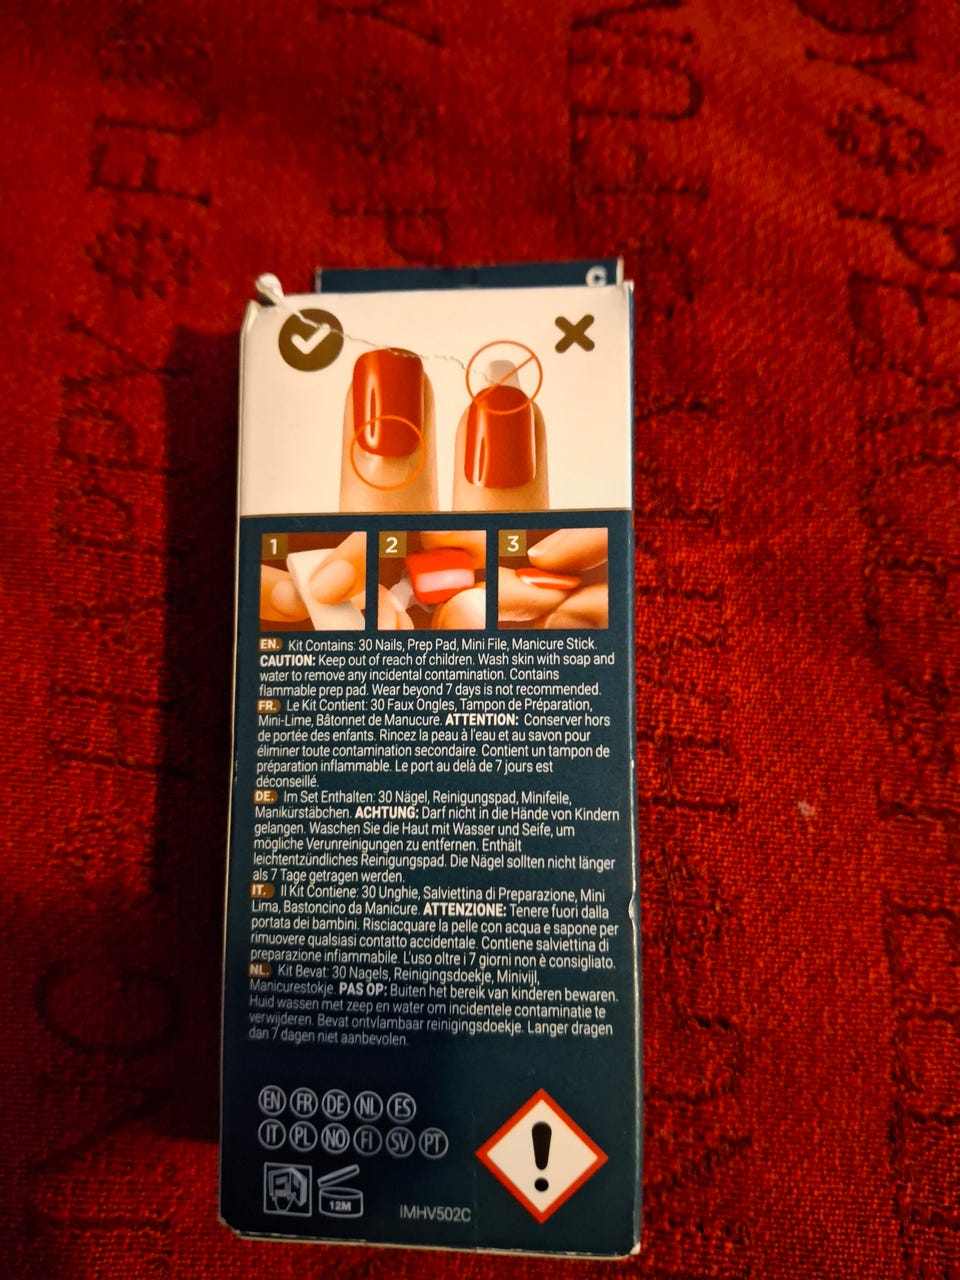 1 2 3
EN. Kit Contains: 30 Nails, Prep Pad, Mini File, Manicure Stick.
CAUTION: Keep out of reach of children. Wash skin with soap and
water to remove any incidental contamination. Contains
flammable prep pad. Wear beyond 7 days is not recommended.
FR. Le Kit Contient: 30 Faux Ongles, Tampon de Préparation,
Mini-Lime, Bâtonnet de Manucure. ATTENTION: Conserver hors
de portée des enfants. Rincez la peau à l'eau et au savon pour
éliminer toute contamination secondaire. Contient un tampon de
préparation inflammable. Le port au delà de 7 jours est
déconseillé.
DE. Im Set Enthalten: 30 Nägel, Reinigungspad, Minifeile,
Manikürstäbchen. ACHTUNG: Darf nicht in die Hände von Kindern
gelangen. Waschen Sie die Haut mit Wasser und Seife, um
mögliche Verunreinigungen zu entfernen. Enthält
leichtentzündliches Reinigungspad. Die Nägel sollten nicht länger
als 7 Tage getragen werden.
IT. Il Kit Contiene: 30 Unghie, Salviettina di Preparazione, Mini
Lima, Bastoncino da Manicure. ATTENZIONE: Tenere fuori dalla
portata dei bambini. Risciacquare la pelle con acqua e sapone per
rimuovere qualsiasi contatto accidentale. Contiene salviettina di
preparazione infiammabile. L'uso oltre i 7 giorni non è consigliato.
NL. Kit Bevat: 30 Nagels, Reinigingsdoekje, Minivijl,
Manicurestokje. PAS OP: Buiten het bereik van kinderen bewaren.
Huid wassen met zeep en water om incidentele contaminatie te
verwijderen. Bevat ontvlambaar reinigingsdoekje. Langer dragen
dan 7 dagen niet aanbevolen.
EN FR DE NL ES
IT PL NO FI SV PT
12M IMHV502C